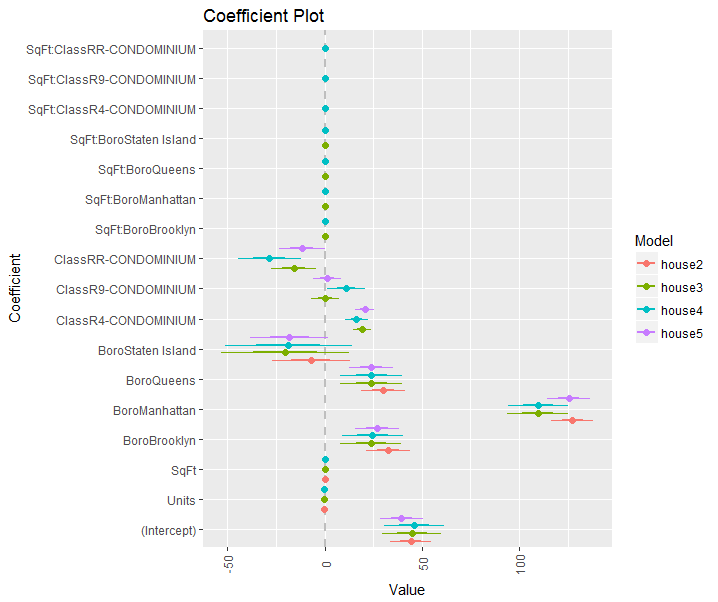 Coefficient Plot
SqFt:ClassRR-CONDOMINIUM
SqFt:ClassR9-CONDOMINIUM
SqFt:ClassR4-CONDOMINIUM
SqFt:BoroStaten Island
SqFt:BoroQueens
SqFt:BoroManhattan
SqFt:BoroBrooklyn
ClassRR-CONDOMINIUM
ClassR9-CONDOMINIUM
ClassR4-CONDOMINIUM
BoroStaten Island
BoroQueens
BoroManhattan
BoroBrooklyn
SqFt
Units
(Intercept)
Coefficient
-50
0
50
100
Value
Model
house2
house3
house4
house5